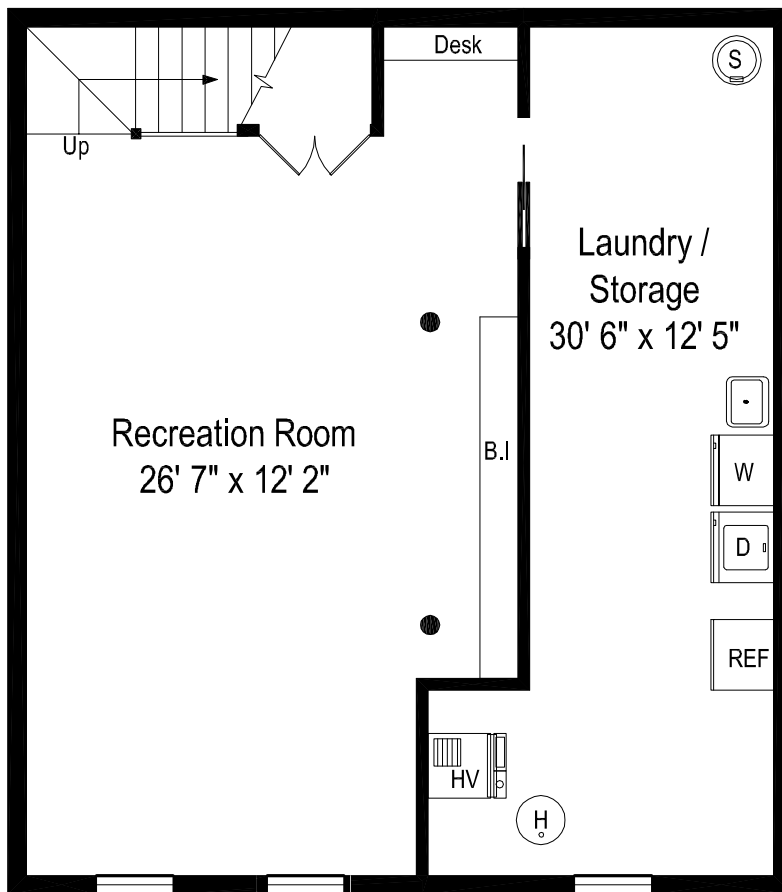 Desk
S
Up
Laundry /
Storage
30' 6" x 12' 5"
Recreation Room
26' 7" x 12' 2"
B.I
W
D
REF
HV
H